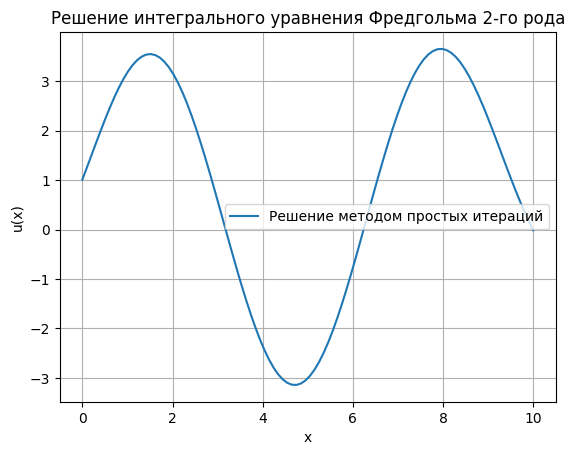 Решение интегрального уравнения Фредгольма 2-го рода
3
2
1
0
−1
−2
−3
u(x)
Решение методом простых итераций
0 2 4 6 8 10
x